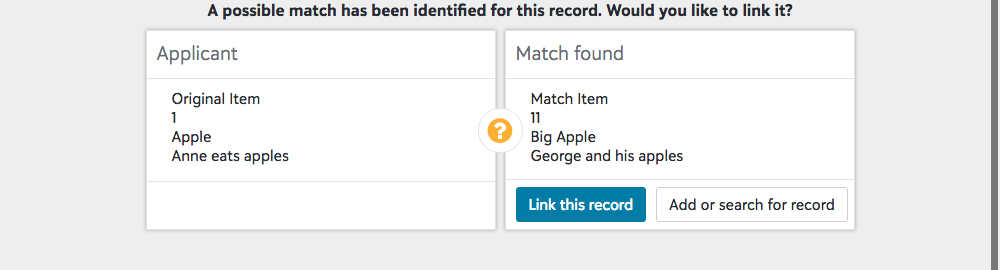 A possible match has been identified for this record. Would you like to link it?
Applicant
Original Item
1
Apple
Anne eats apples
?
Match found
Match Item
11
Big Apple
George and his apples
Link this record
Add or search for record